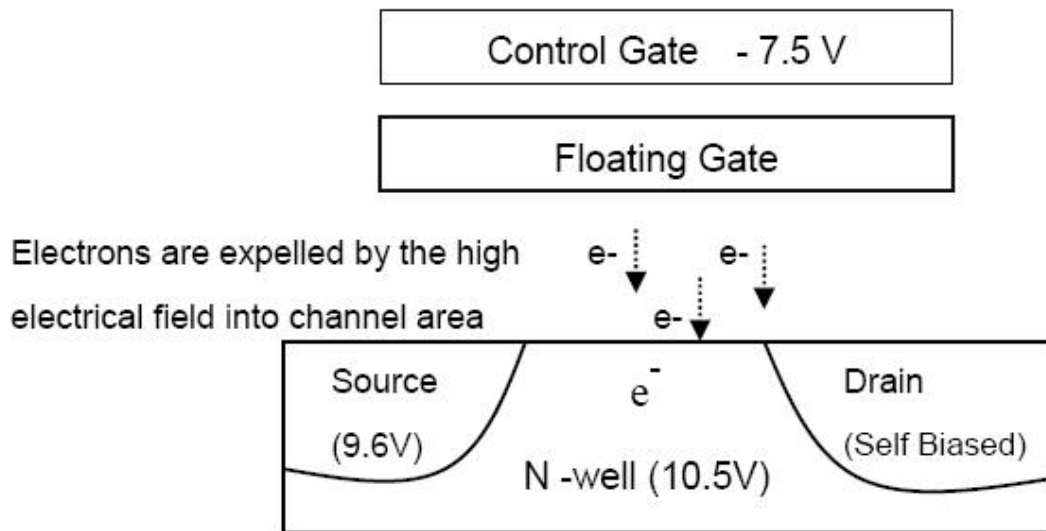 Control Gate - 7.5 V
Floating Gate
Electrons are expelled by the high
electrical field into channel area
e- e-
e-
Source
(9.6V)
e-
N -well (10.5V)
Drain
(Self Biased)